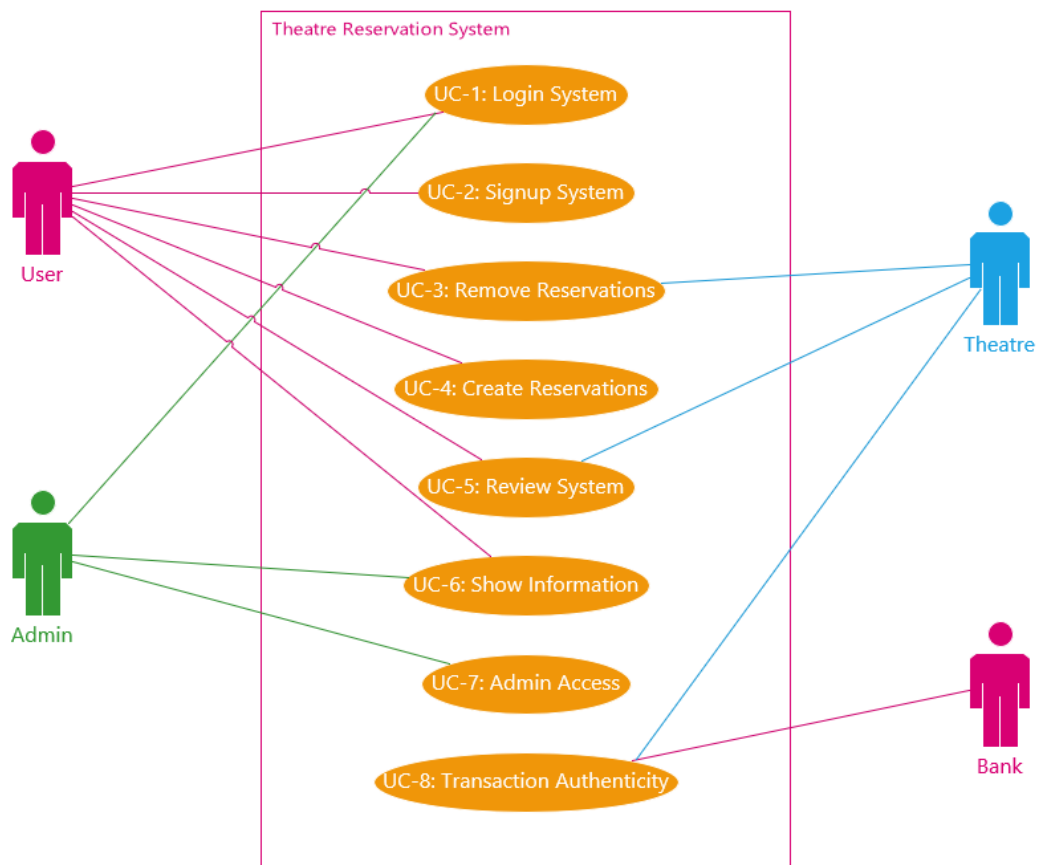 Theatre Reservation System
UC-1: Login System
UC-2: Signup System
User
UC-3: Remove Reservations
Theatre
UC-4: Create Reservations
UC-5: Review System
UC-6: Show Information
Admin
UC-7: Admin Access
Bank
UC-8: Transaction Authenticity